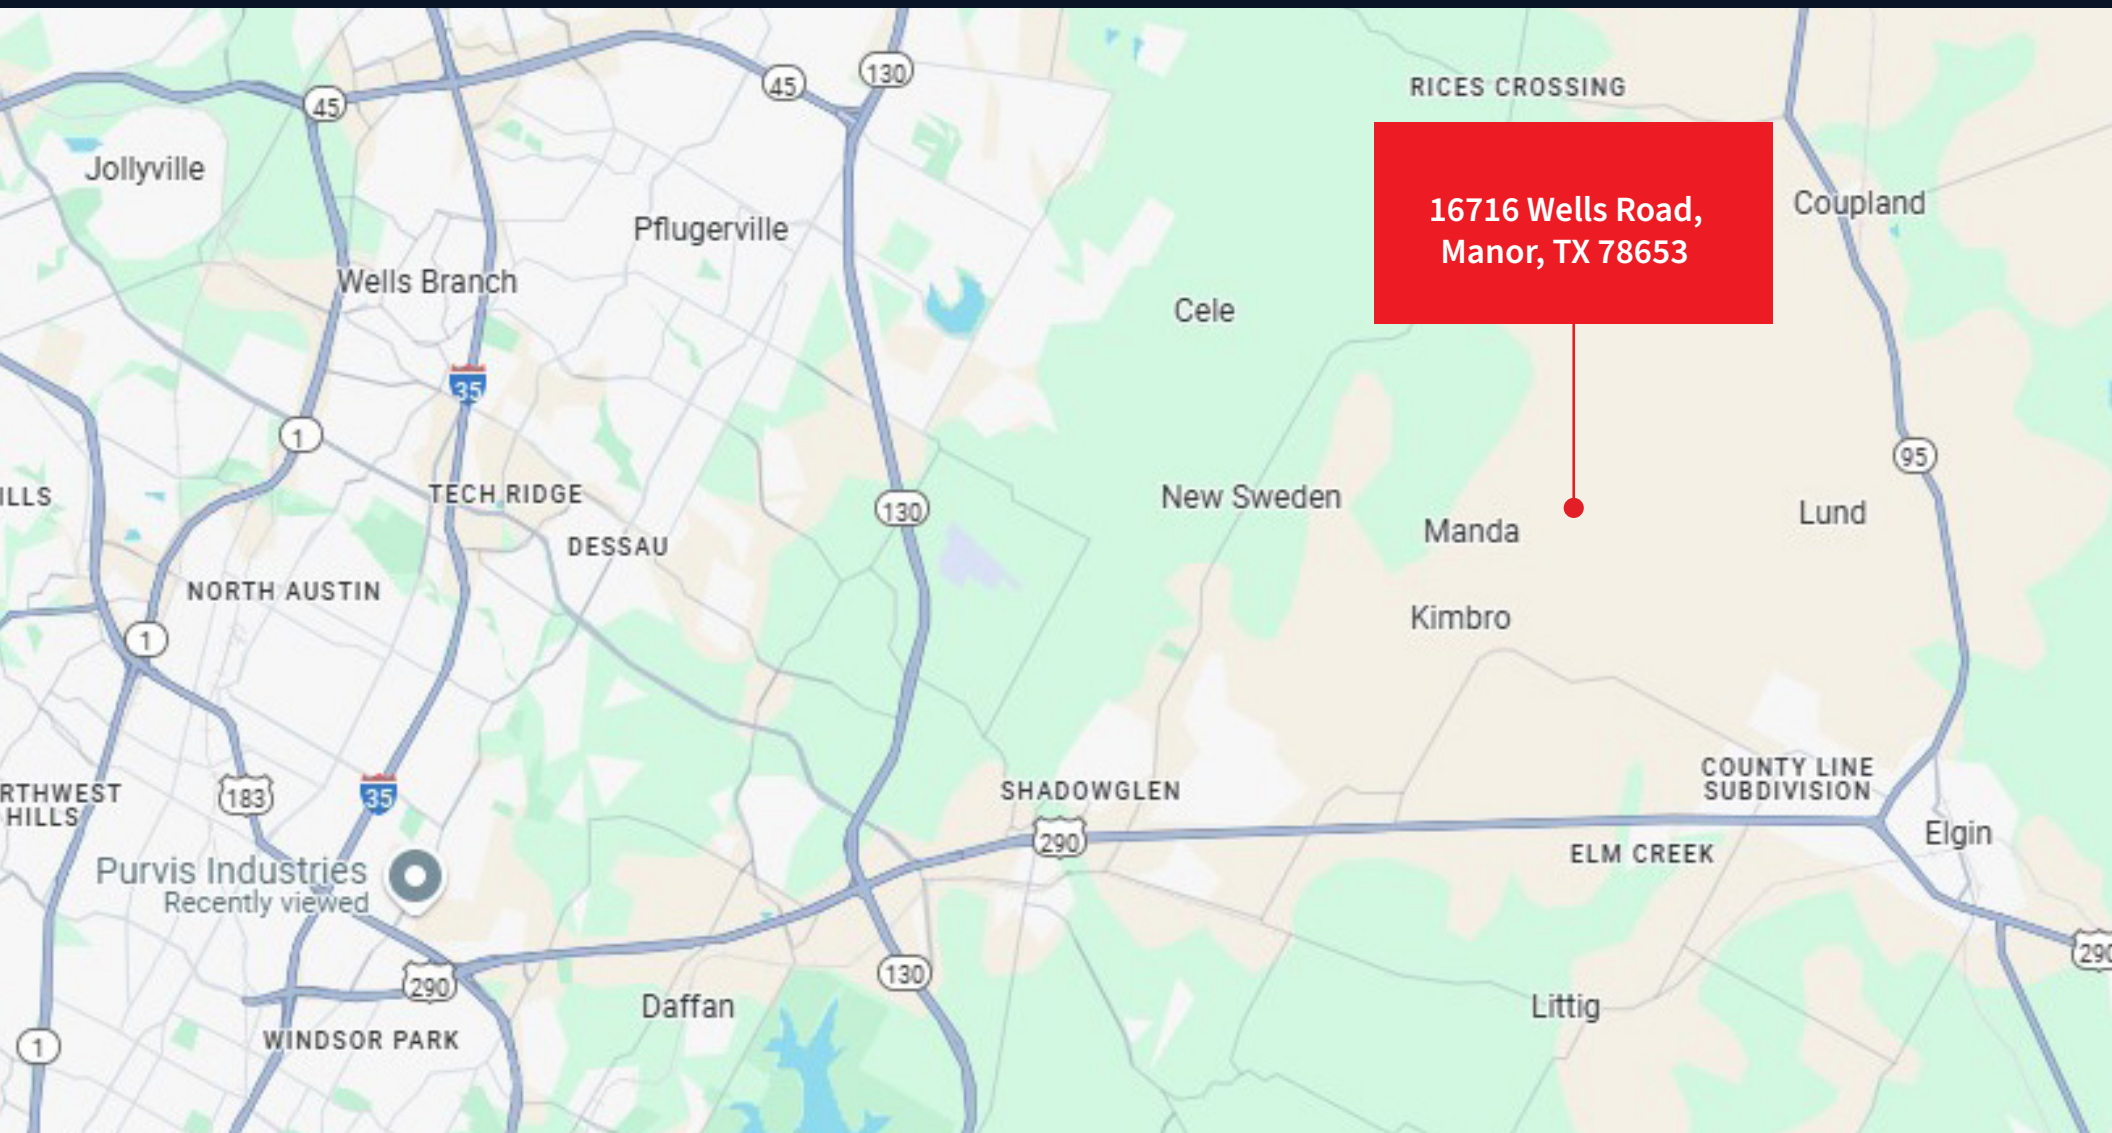 45
130
45
RICES CROSSING
Jollyville
16716 Wells Road,
Manor, TX 78653
Coupland
Pflugerville
Wells Branch
Cele
35
1
95
TECH RIDGE
ILLS
New Sweden
130
Lund
Manda
DESSAU
NORTH AUSTIN
Kimbro
1
COUNTY LINE
SUBDIVISION
RTHWEST
HILLS
183
35
SHADOWGLEN
290
Elgin
ELM CREEK
Purvis Industries
Recently viewed
290
130
290
Daffan
Littig
WINDSOR PARK
1